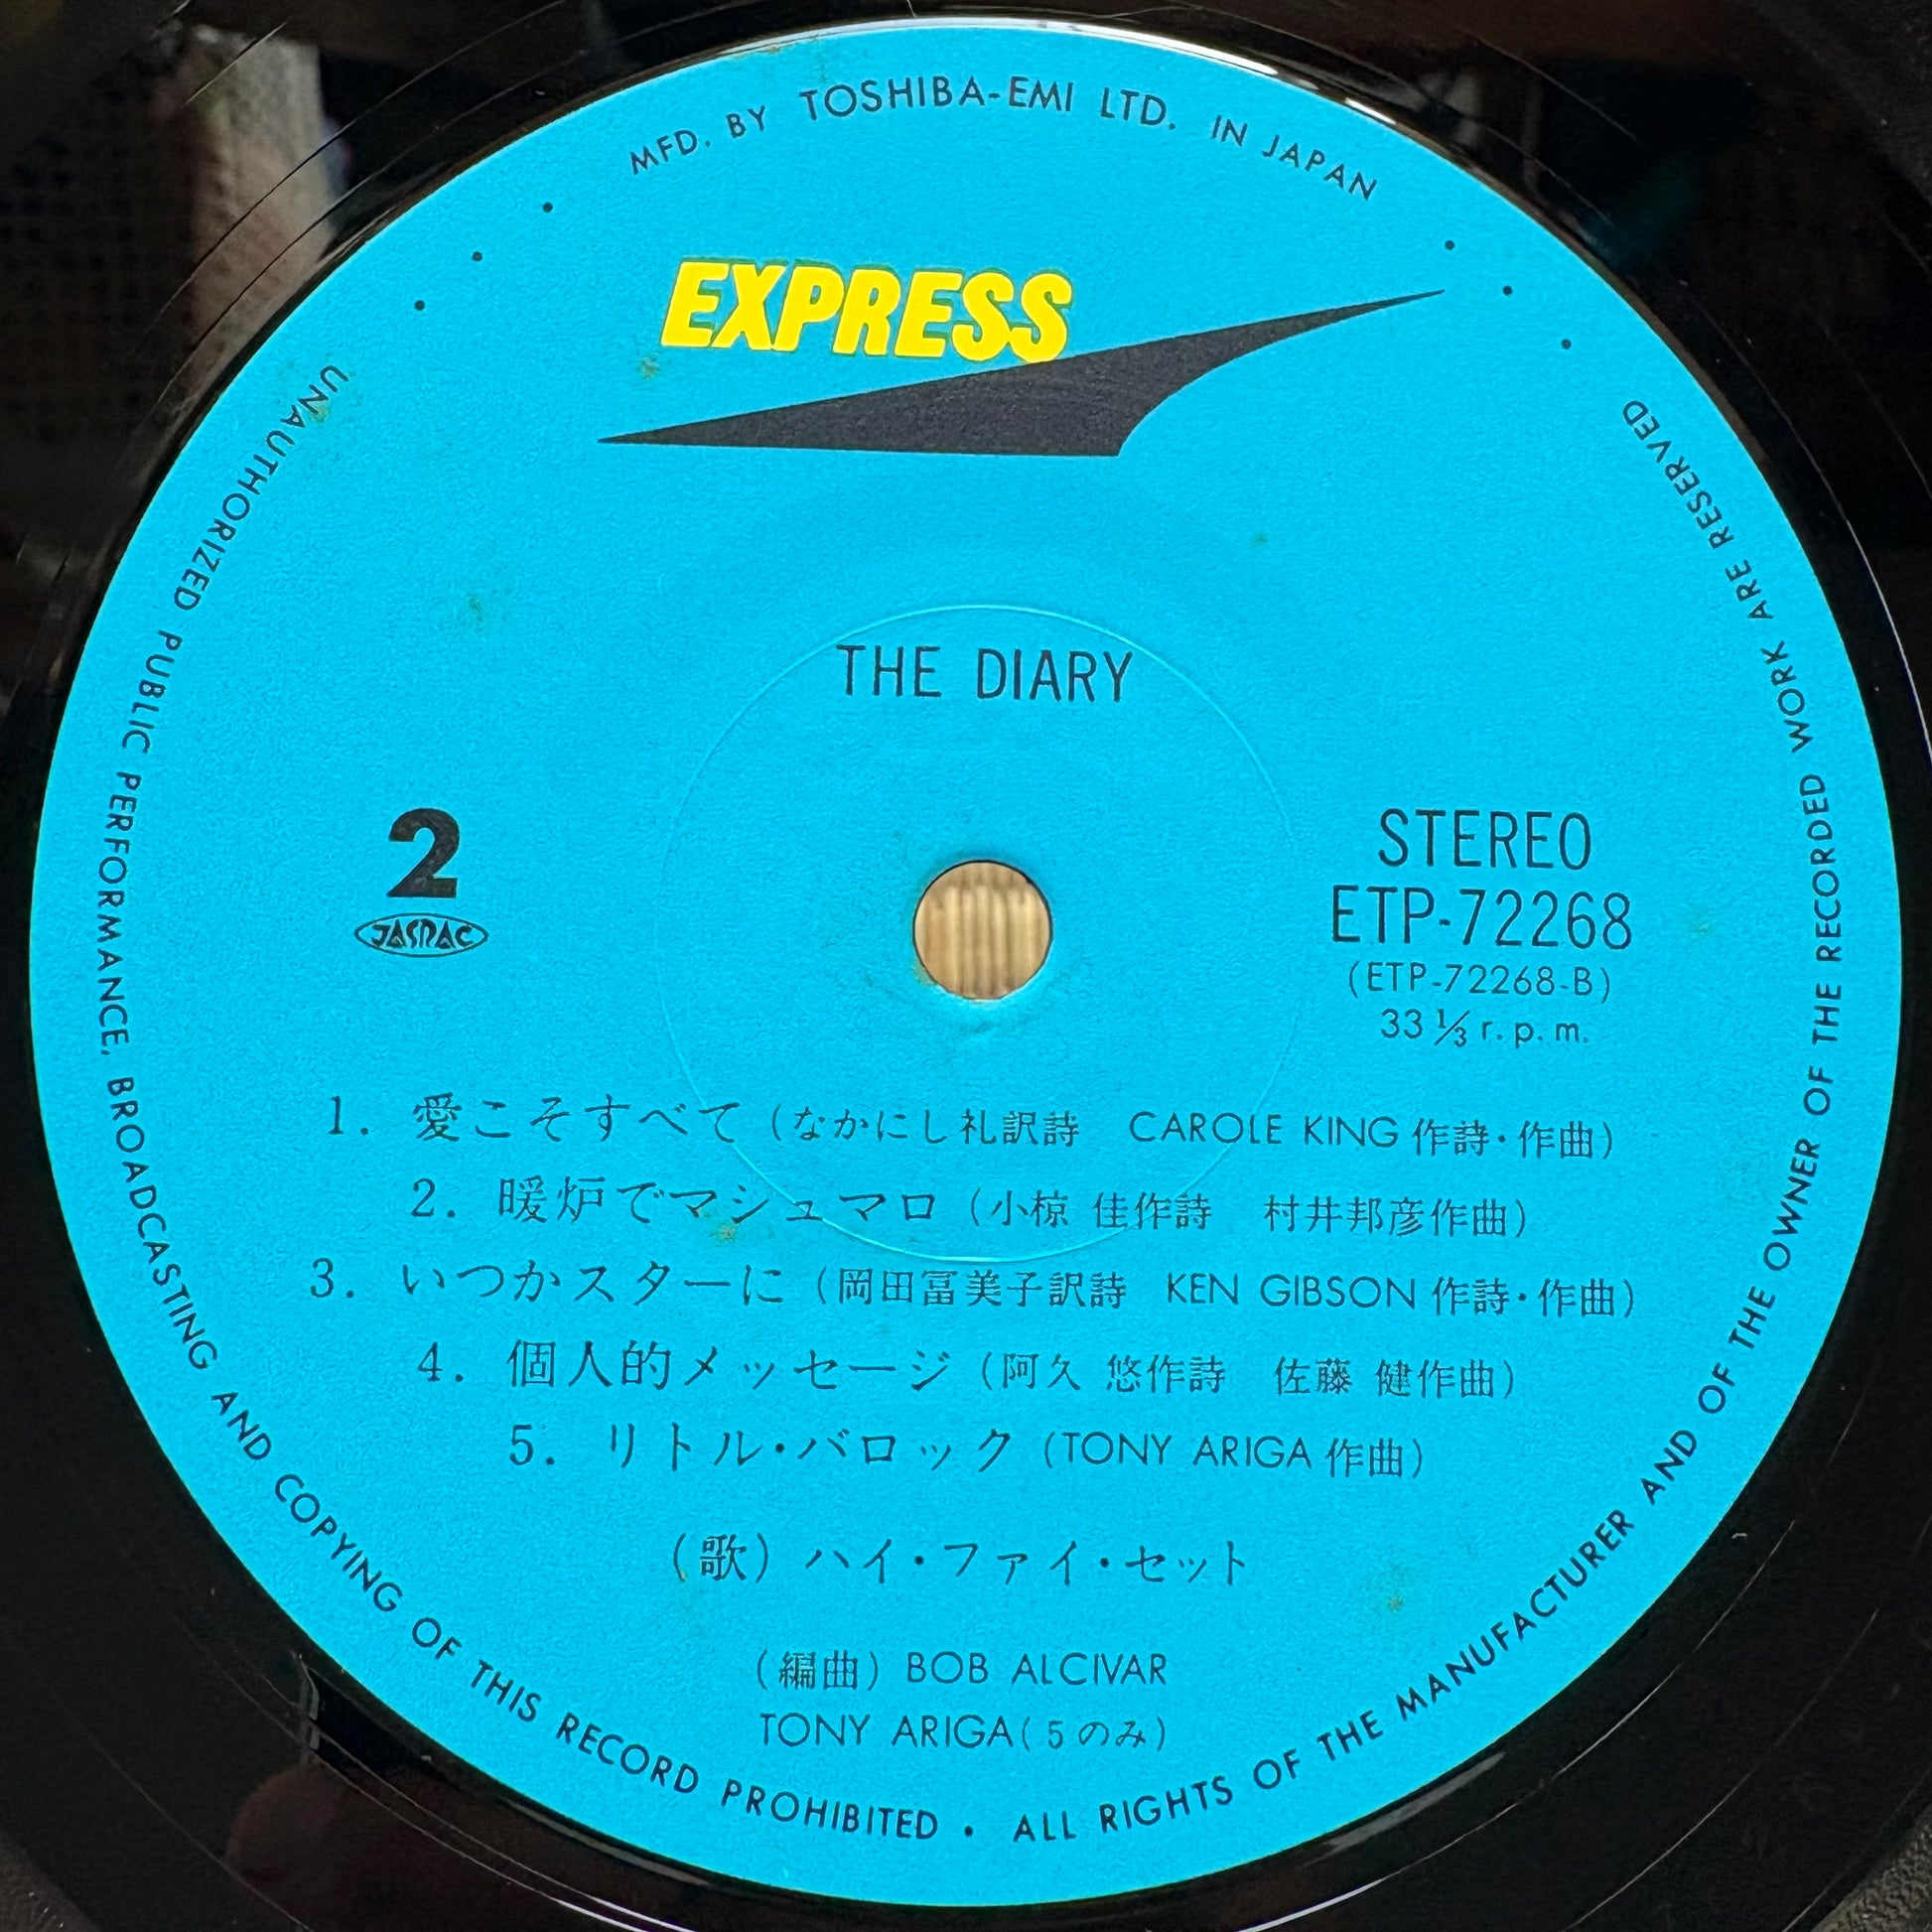 MFD. BY TOSHIBA-EMI LTD. IN JAPAN
EXPRESS
THE DIARY
2
JASRAC
STEREO
ETP-72268
(ETP-72268-B)
33 1/3 r. p. m.
1. 愛こそすべて (なかにし礼訳詩 CAROLE KING 作詩・作曲)
2. 暖炉でマシュマロ (小椋 佳作詩 村井邦彦作曲)
3. いつかスターに (岡田冨美子訳詩 KEN GIBSON 作詩・作曲)
4. 個人的メッセージ (阿久 悠作詩 佐藤 健作曲)
5. リトル・バロック (TONY ARIGA 作曲)
(歌) ハイ・ファイ・セット
(編曲) BOB ALCIVAR
TONY ARIGA(5のみ)
UNAUTHORIZED PUBLIC PERFORMANCE, BROADCASTING AND COPYING OF THIS RECORD PROHIBITED • ALL RIGHTS OF THE MANUFACTURER AND OF THE OWNER OF THE RECORDED WORK ARE RESERVED